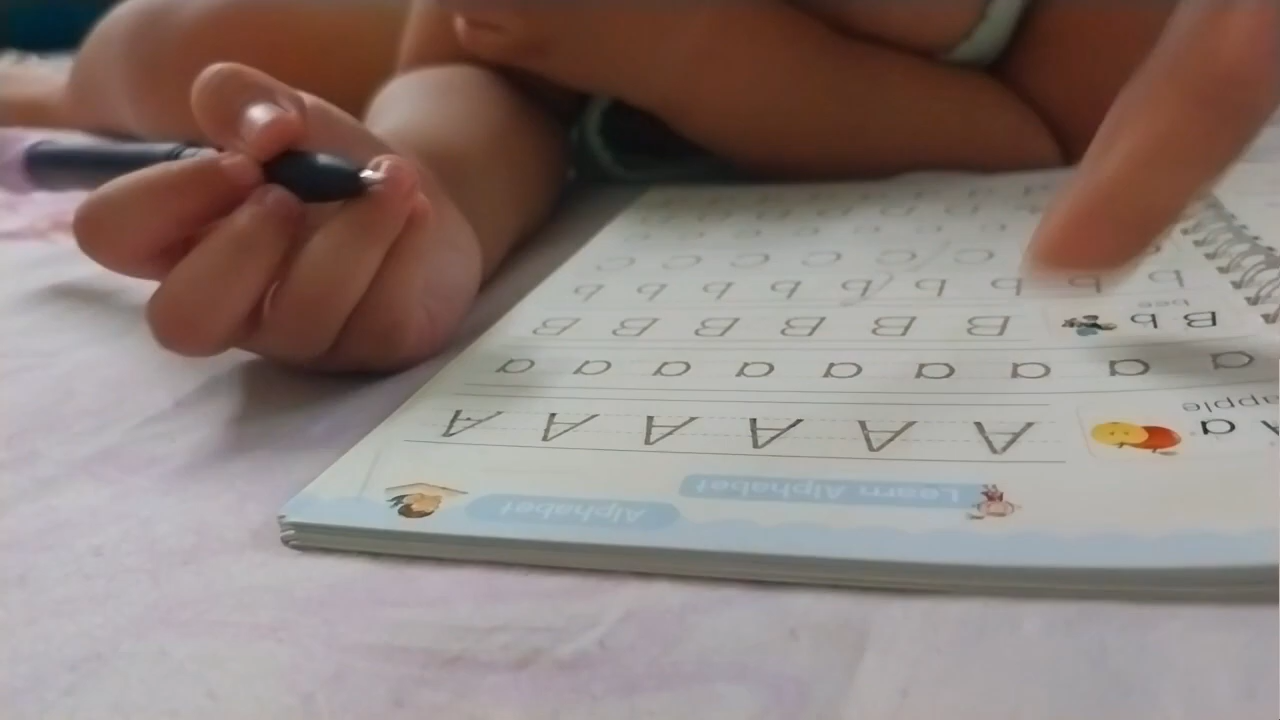 Learn Alphabet Alphabet
A a A A A A A A
apple
a a a a a a a a a
B b B B B B B B
bee
b b b b b b b b b
c c c c c c